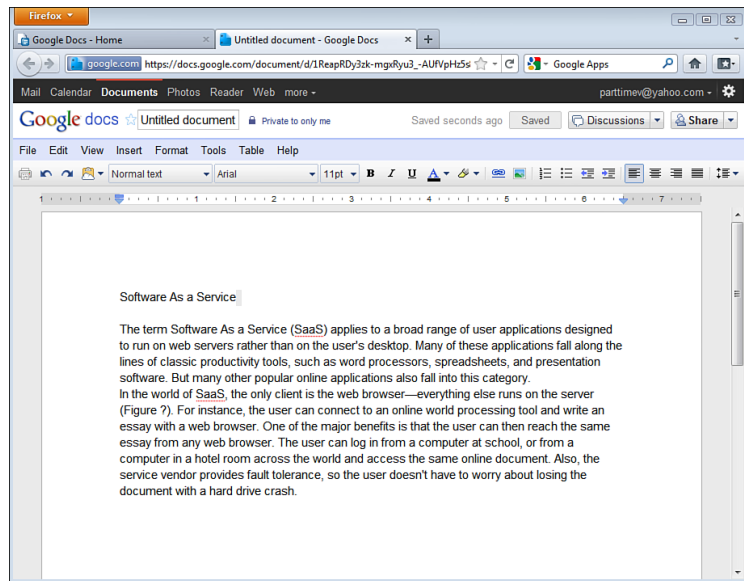 Firefox
Google Docs - Home
Untitled document - Google Docs
google.com https://docs.google.com/document/d/1ReapRDy3zk-mgxRyu3_-AUfVpHz5s
Google Apps
Mail Calendar Documents Photos Reader Web more
parttimev@yahoo.com
Google docs Untitled document Private to only me Saved seconds ago Saved Discussions Share
File Edit View Insert Format Tools Table Help
Normal text Arial 11pt B I U A
1 1 2 3 4 5 6 7
Software As a Service
The term Software As a Service (SaaS) applies to a broad range of user applications designed
to run on web servers rather than on the user's desktop. Many of these applications fall along the
lines of classic productivity tools, such as word processors, spreadsheets, and presentation
software. But many other popular online applications also fall into this category.
In the world of SaaS, the only client is the web browser—everything else runs on the server
(Figure ?). For instance, the user can connect to an online world processing tool and write an
essay with a web browser. One of the major benefits is that the user can then reach the same
essay from any web browser. The user can log in from a computer at school, or from a
computer in a hotel room across the world and access the same online document. Also, the
service vendor provides fault tolerance, so the user doesn't have to worry about losing the
document with a hard drive crash.